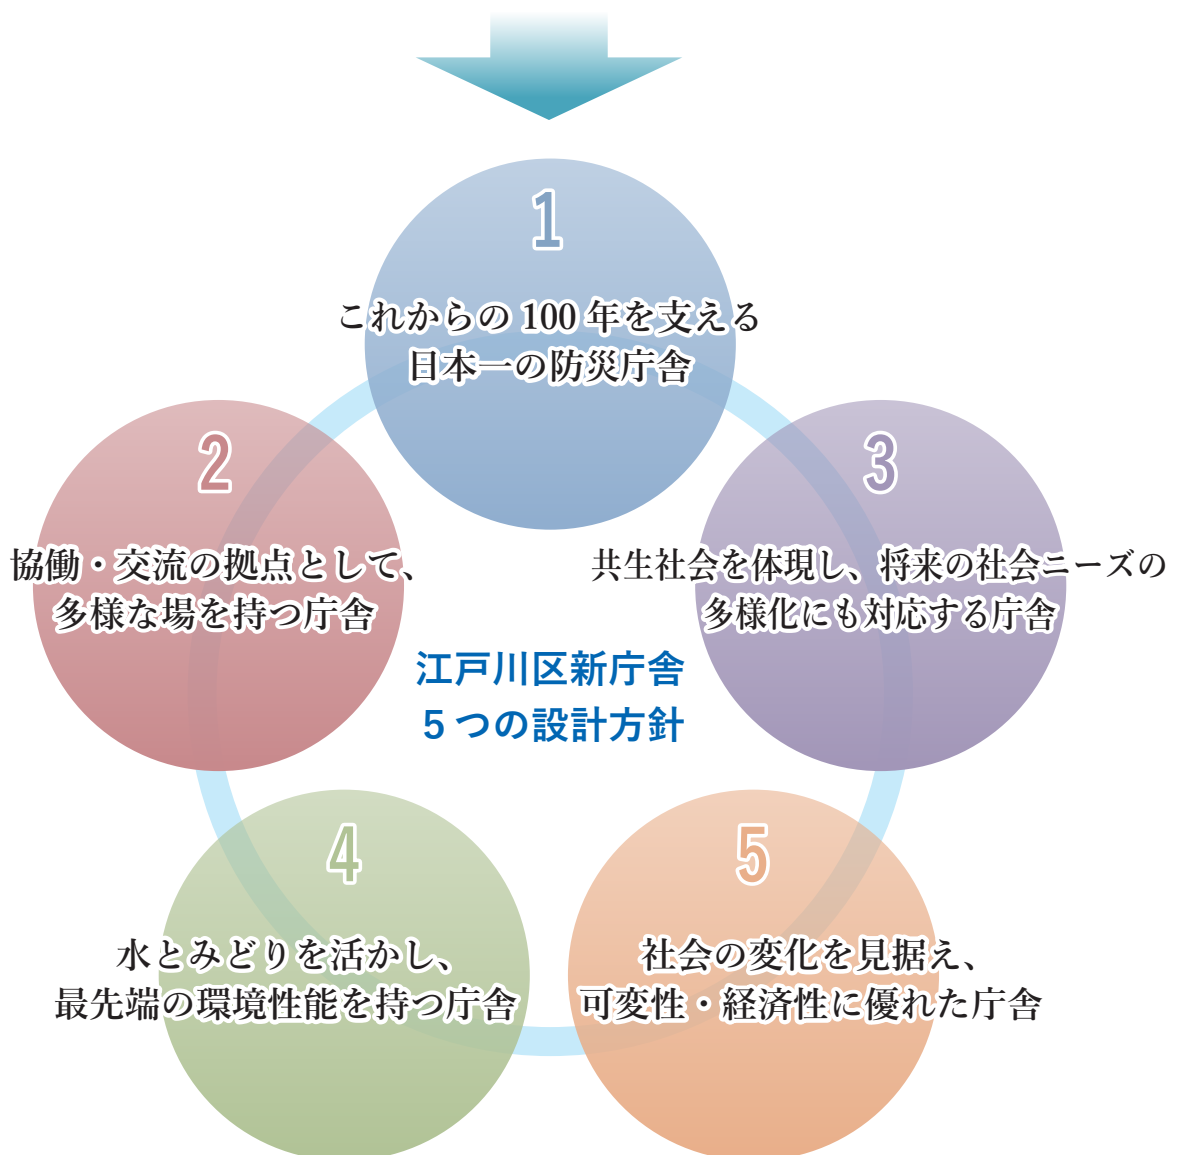 1
これからの 100 年を支える
日本一の防災庁舎
2
協働・交流の拠点として、
多様な場を持つ庁舎
3
共生社会を体現し、将来の社会ニーズの
多様化にも対応する庁舎
江戸川区新庁舎
5 つの設計方針
4
水とみどりを活かし、
最先端の環境性能を持つ庁舎
5
社会の変化を見据え、
可変性・経済性に優れた庁舎